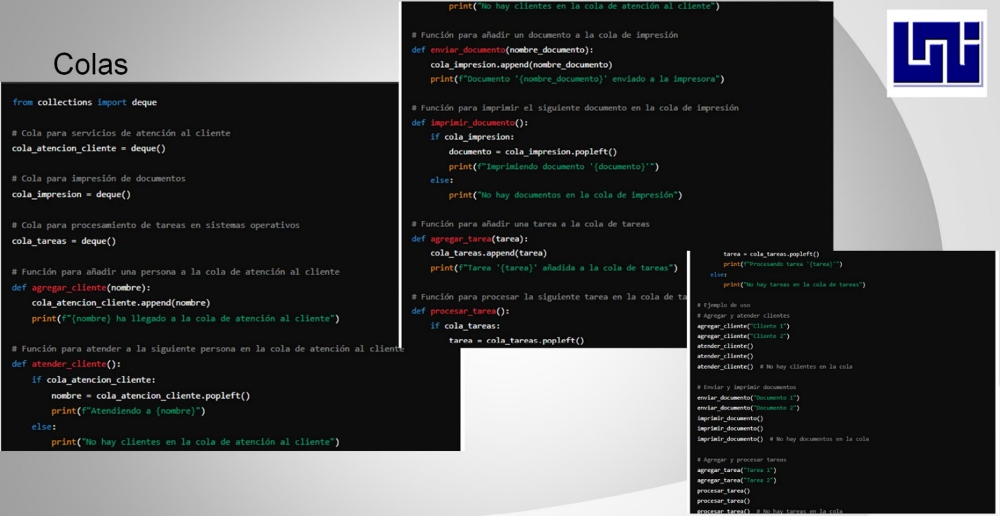 Colas
from collections import deque
# Cola para servicios de atención al cliente
cola_atencion_cliente = deque()
# Cola para impresión de documentos
cola_impresion = deque()
# Cola para procesamiento de tareas en sistemas operativos
cola_tareas = deque()
# Función para añadir una persona a la cola de atención al cliente
def agregar_cliente(nombre):
    cola_atencion_cliente.append(nombre)
    print(f"{nombre} ha llegado a la cola de atención al cliente")
# Función para atender a la siguiente persona en la cola de atención al cliente
def atender_cliente():
    if cola_atencion_cliente:
        nombre = cola_atencion_cliente.popleft()
        print(f"Atendiendo a {nombre}")
    else:
        print("No hay clientes en la cola de atención al cliente")
        print("No hay clientes en la cola de atención al cliente")
# Función para añadir un documento a la cola de impresión
def enviar_documento(nombre_documento):
    cola_impresion.append(nombre_documento)
    print(f"Documento '{nombre_documento}' enviado a la impresora")
# Función para imprimir el siguiente documento en la cola de impresión
def imprimir_documento():
    if cola_impresion:
        documento = cola_impresion.popleft()
        print(f"Imprimiendo documento '{documento}'")
    else:
        print("No hay documentos en la cola de impresión")
# Función para añadir una tarea a la cola de tareas
def agregar_tarea(tarea):
    cola_tareas.append(tarea)
    print(f"Tarea '{tarea}' añadida a la cola de tareas")
# Función para procesar la siguiente tarea en la cola de ta
def procesar_tarea():
    if cola_tareas:
        tarea = cola_tareas.popleft()
        tarea = cola_tareas.popleft()
        print(f"Procesando tarea '{tarea}'")
    else:
        print("No hay tareas en la cola de tareas")
# Ejemplo de uso
# Agregar y atender clientes
agregar_cliente("Cliente 1")
agregar_cliente("Cliente 2")
atender_cliente()
atender_cliente()
atender_cliente()  # No hay clientes en la cola
# Enviar y imprimir documentos
enviar_documento("Documento 1")
enviar_documento("Documento 2")
imprimir_documento()
imprimir_documento()
imprimir_documento()  # No hay documentos en la cola
# Agregar y procesar tareas
agregar_tarea("Tarea 1")
agregar_tarea("Tarea 2")
procesar_tarea()
procesar_tarea()
procesar_tarea()  # No hay tareas en la cola
uni